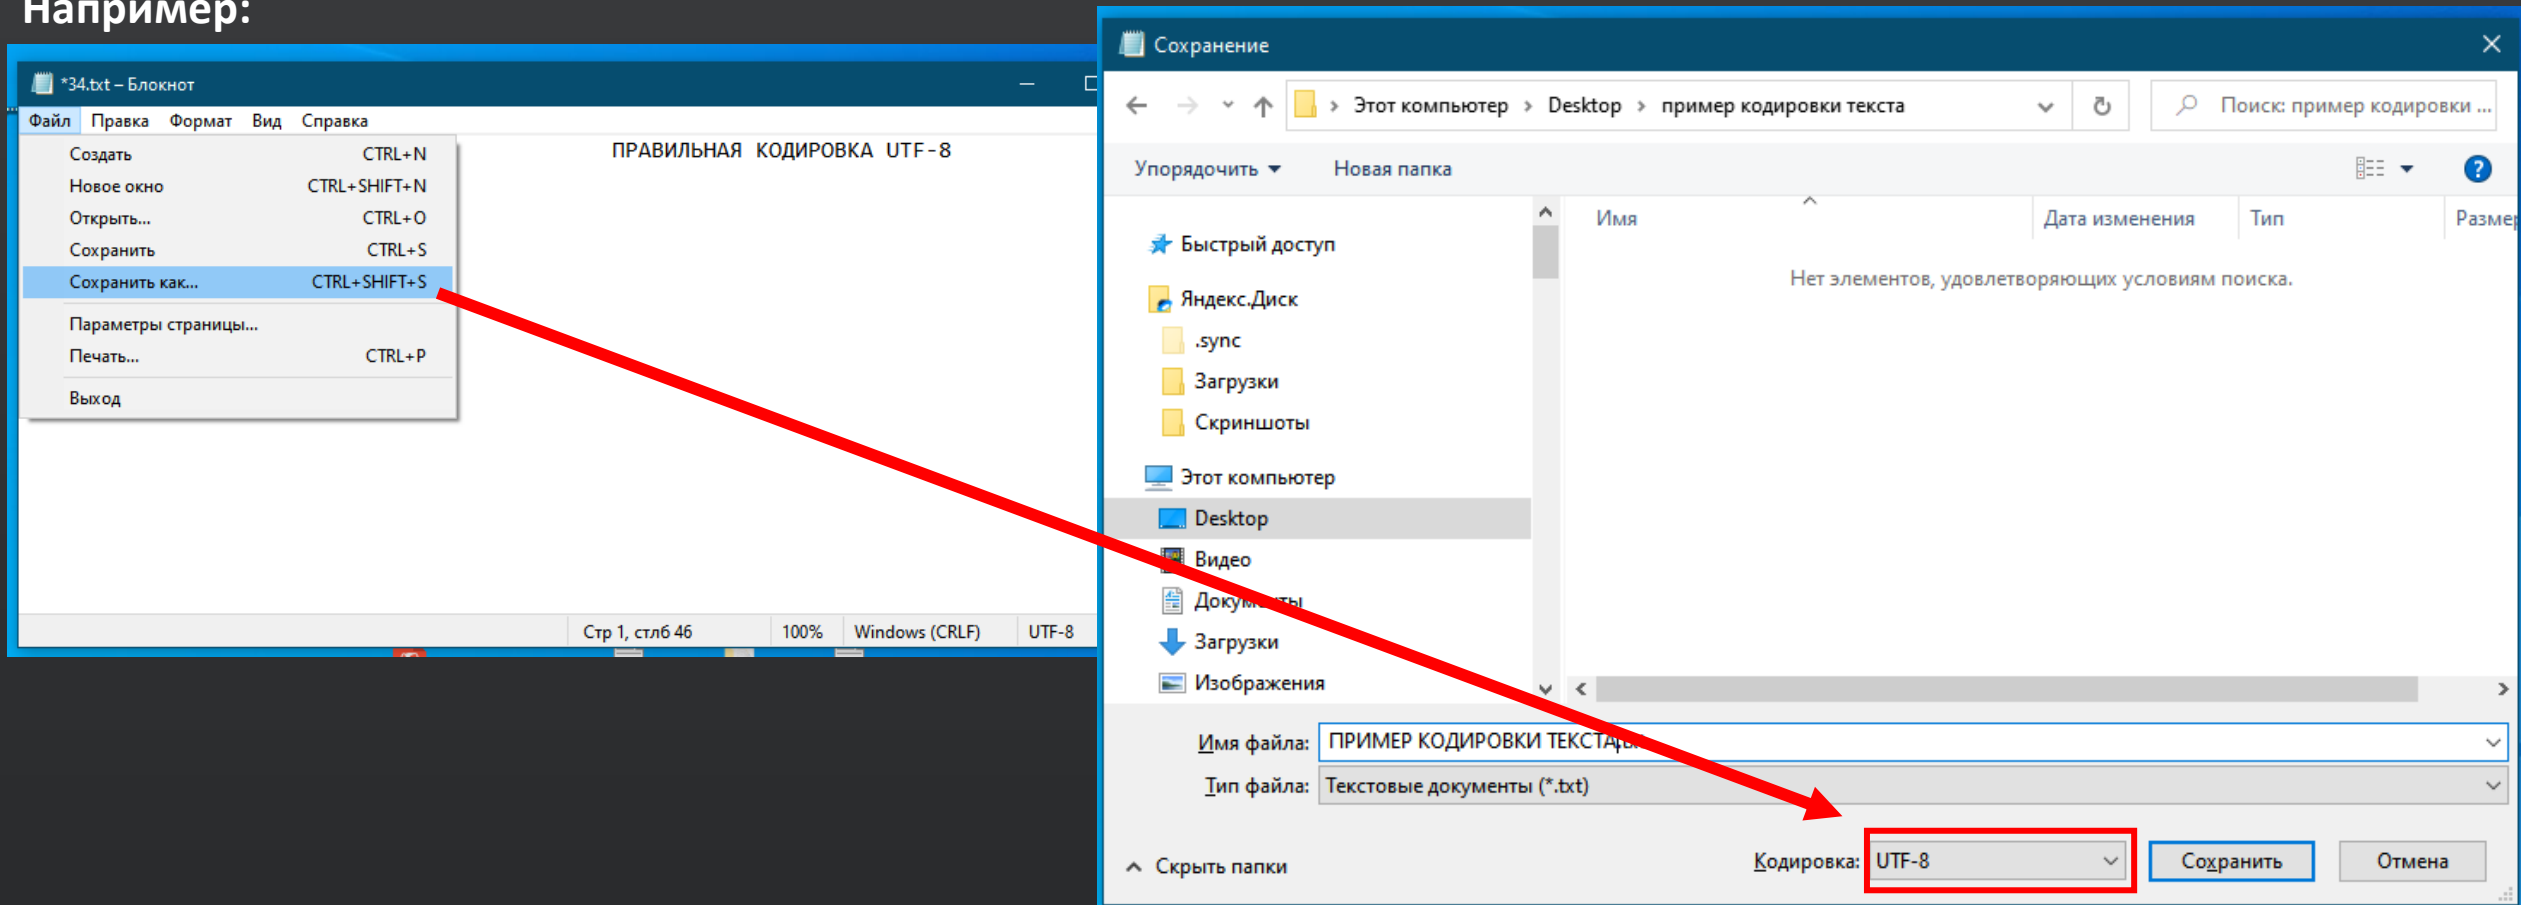 Например:
*34.txt – Блокнот
Файл Правка Формат Вид Справка
Создать CTRL+N
Новое окно CTRL+SHIFT+N
Открыть... CTRL+O
Сохранить CTRL+S
Сохранить как... CTRL+SHIFT+S
Параметры страницы...
Печать... CTRL+P
Выход
ПРАВИЛЬНАЯ КОДИРОВКА UTF-8
Стр 1, стлб 46 100% Windows (CRLF) UTF-8
Сохранение
Этот компьютер › Desktop › пример кодировки текста
Поиск: пример кодировки ...
Упорядочить Новая папка
Имя Дата изменения Тип
Нет элементов, удовлетворяющих условиям поиска.
Быстрый доступ
Яндекс.Диск
.sync
Загрузки
Скриншоты
Этот компьютер
Desktop
Видео
Документы
Загрузки
Изображения
Имя файла: ПРИМЕР КОДИРОВКИ ТЕКСТА
Тип файла: Текстовые документы (*.txt)
Скрыть папки
Кодировка: UTF-8
Сохранить Отмена